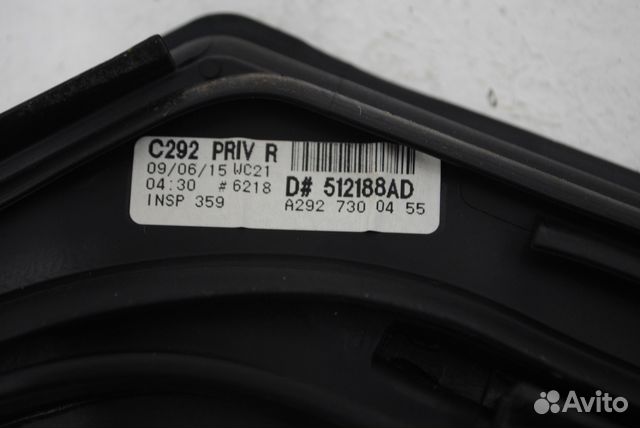 C292 PRIV R
09/06/15 WC21
04:30 #6218 D# 512188AD
INSP 359 A292 730 04 55
Avito